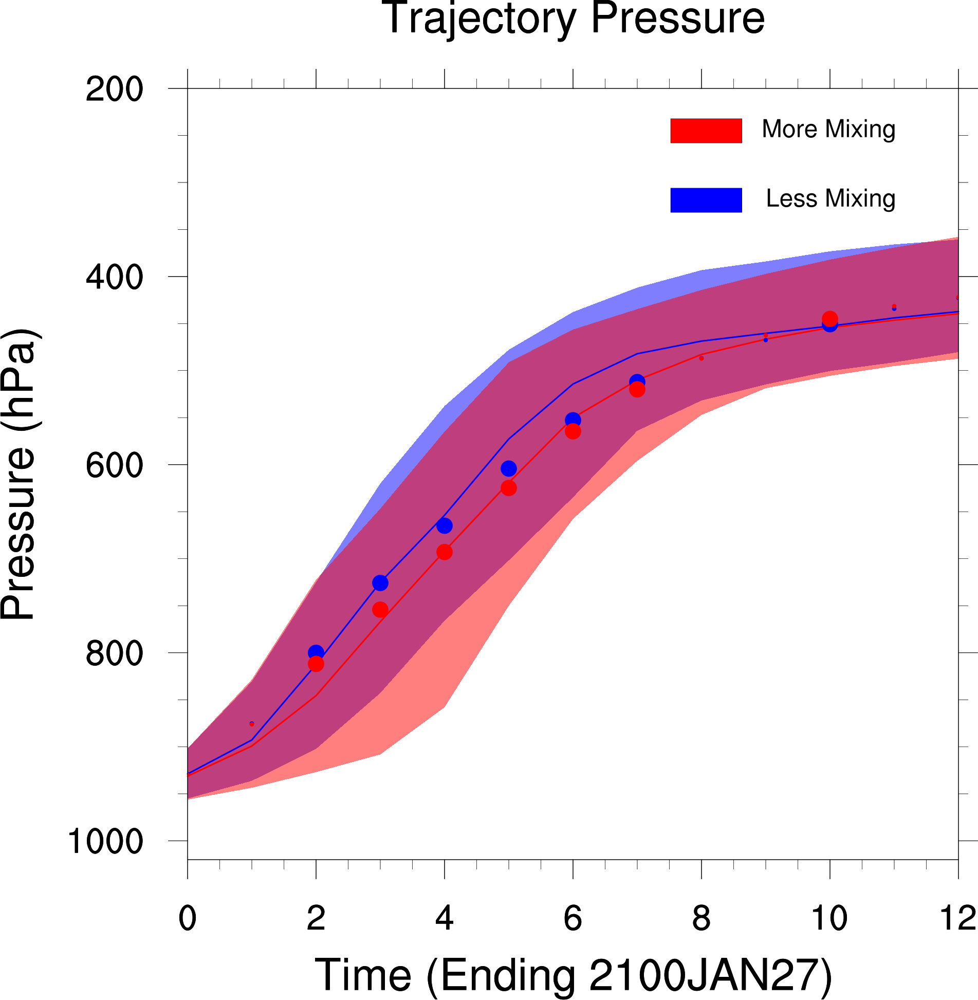 Trajectory Pressure
200
400
600
800
1000
Pressure (hPa)
More Mixing
Less Mixing
0 2 4 6 8 10 12
Time (Ending 2100JAN27)